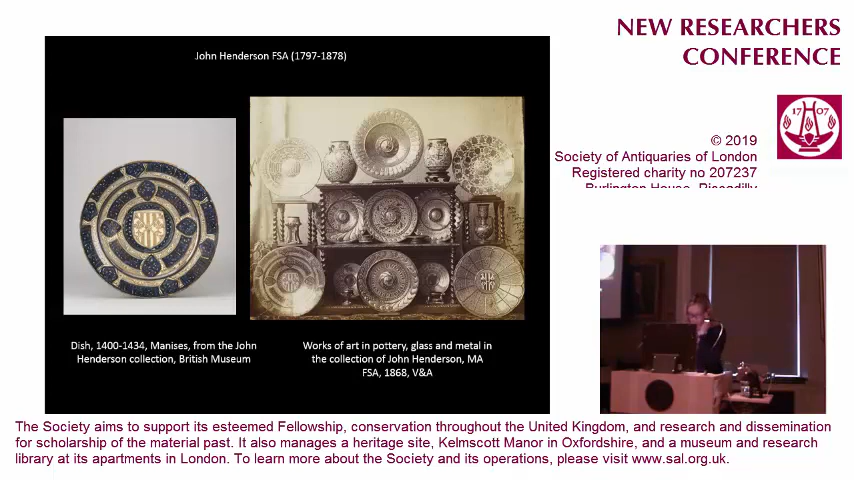 NEW RESEARCHERS
CONFERENCE
John Henderson FSA (1797-1878)
17 07
© 2019
Society of Antiquaries of London
Registered charity no 207237
Burlington House, Piccadilly
Dish, 1400-1434, Manises, from the John
Henderson collection, British Museum
Works of art in pottery, glass and metal in
the collection of John Henderson, MA
FSA, 1868, V&A
The Society aims to support its esteemed Fellowship, conservation throughout the United Kingdom, and research and dissemination
for scholarship of the material past. It also manages a heritage site, Kelmscott Manor in Oxfordshire, and a museum and research
library at its apartments in London. To learn more about the Society and its operations, please visit www.sal.org.uk.